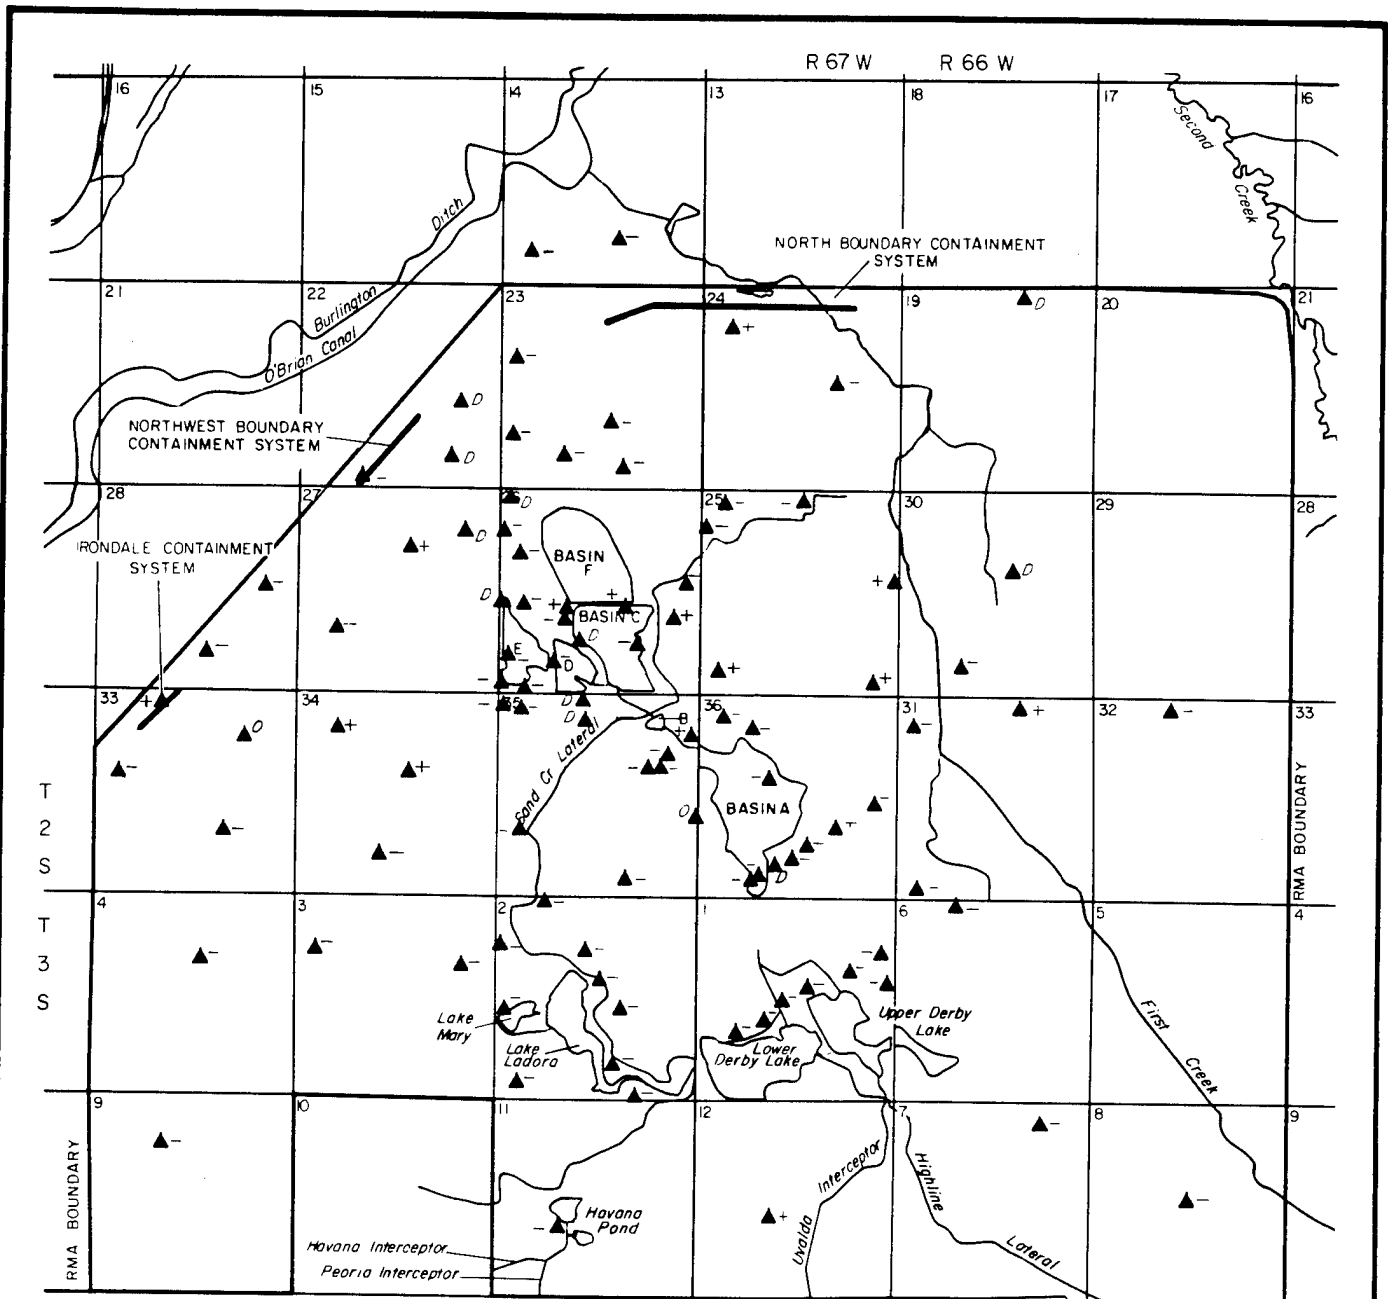 R 67 W R 66 W
16 15 14 13 18 17 16
Second
Creek
Ditch
NORTH BOUNDARY CONTAINMENT
SYSTEM
21 22 23 24 19 20 21
D
Burlington
O'Brian Canal
+
-
D
NORTHWEST BOUNDARY
CONTAINMENT SYSTEM
D
28 27 26 25 30 29 28
D
IRONDALE CONTAINMENT
SYSTEM
BASIN
F
D
BASIN C
D
E
D
33 34 35 36 31 32 33
D
B
Sand Cr Lateral
BASIN A
D
T
2
S
RMA BOUNDARY
4 3 2 1 6 5 4
T
3
S
Lake
Mary
Lake
Ladora
Lower
Derby Lake
Upper Derby
Lake
First
Creek
9 10 11 12 7 8 9
RMA BOUNDARY
Interceptor
Uvalda
Highline
Lateral
Havana
Pond
Havana Interceptor
Peoria Interceptor